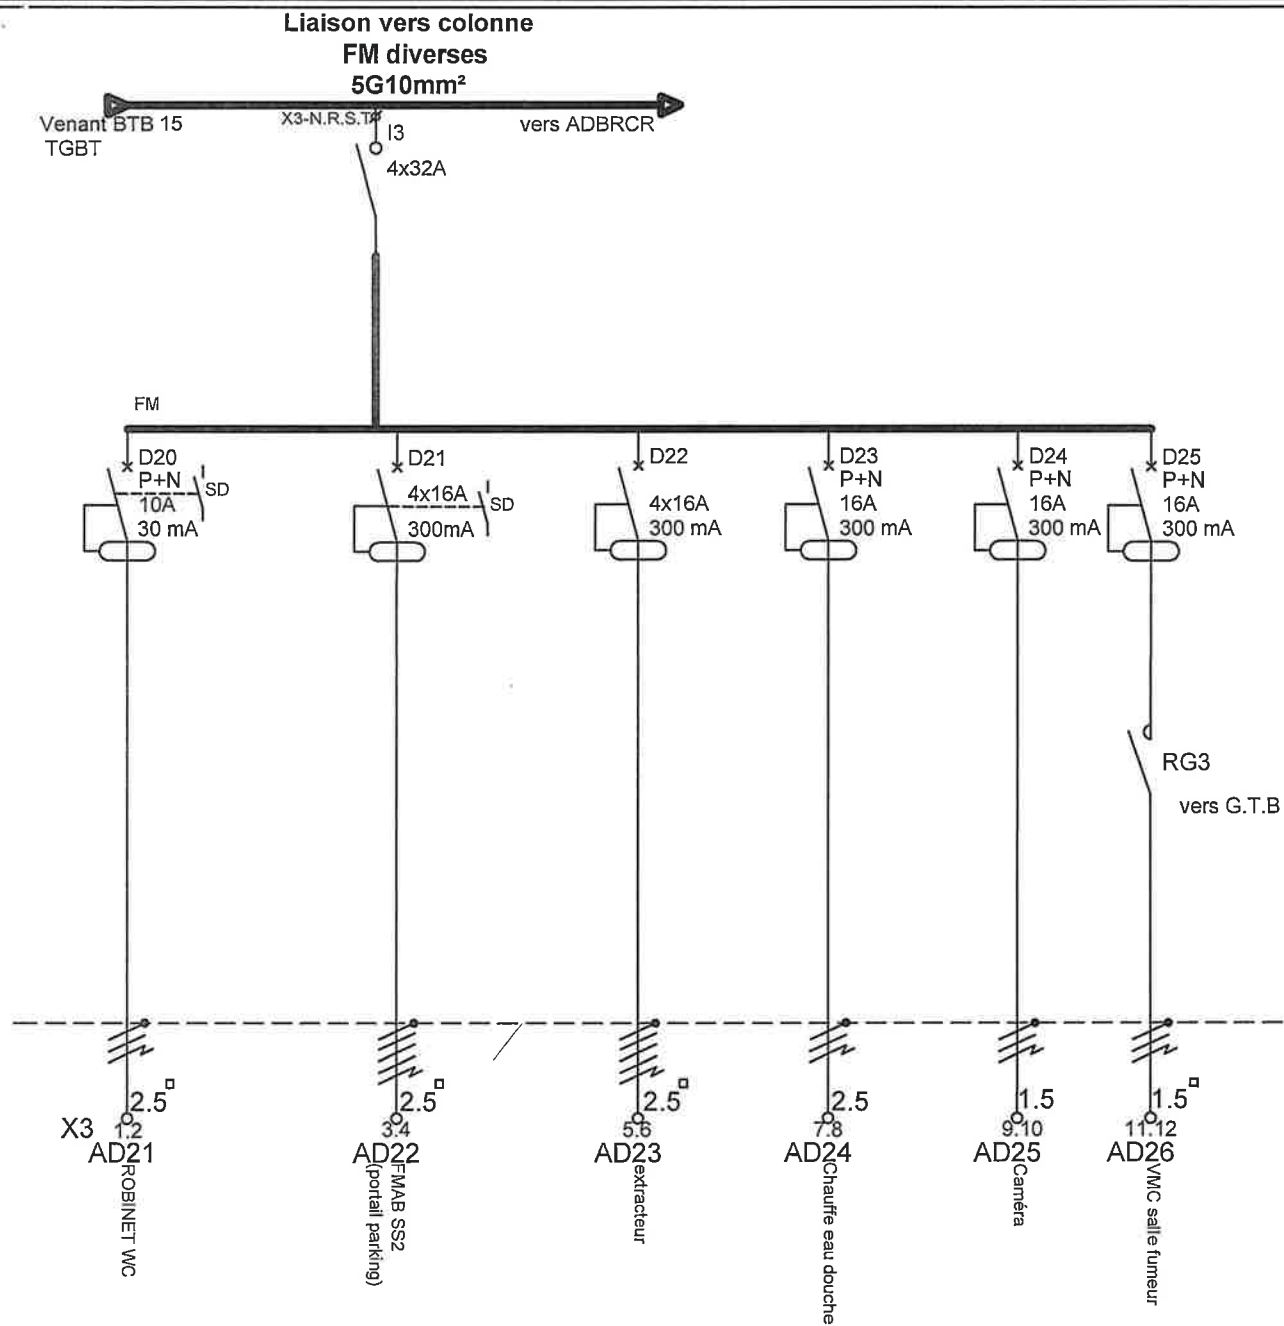 Liaison vers colonne
FM diverses
5G10mm²
Venant BTB 15
TGBT
X3-N.R.S.T
vers ADBRCR
I3
4x32A
FM
D20
P+N
10A
30 mA
SD
D21
4x16A
300mA
SD
D22
4x16A
300 mA
D23
P+N
16A
300 mA
D24
P+N
16A
300 mA
D25
P+N
16A
300 mA
RG3
vers G.T.B
2.5
2.5
2.5
2.5
1.5
1.5
X3
1.2
3.4
5.6
7.8
9.10
11.12
AD21
AD22
AD23
AD24
AD25
AD26
ROBINET WC
FMAB SS2
(portail parking)
extracteur
Chauffe eau douche
Caméra
VMC salle fumeur